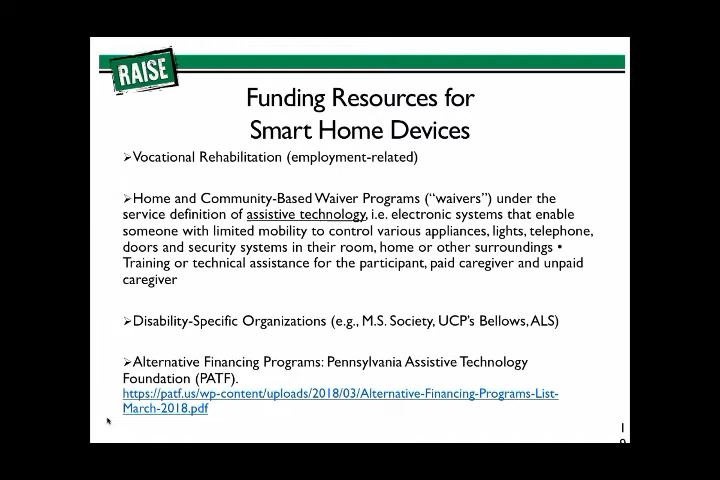 RAISE
Funding Resources for
Smart Home Devices
➢Vocational Rehabilitation (employment-related)
➢Home and Community-Based Waiver Programs (“waivers”) under the
service definition of assistive technology, i.e. electronic systems that enable
someone with limited mobility to control various appliances, lights, telephone,
doors and security systems in their room, home or other surroundings •
Training or technical assistance for the participant, paid caregiver and unpaid
caregiver
➢Disability-Specific Organizations (e.g., M.S. Society, UCP's Bellows, ALS)
➢Alternative Financing Programs: Pennsylvania Assistive Technology
Foundation (PATF).
https://patf.us/wp-content/uploads/2018/03/Alternative-Financing-Programs-List-
March-2018.pdf
1
9